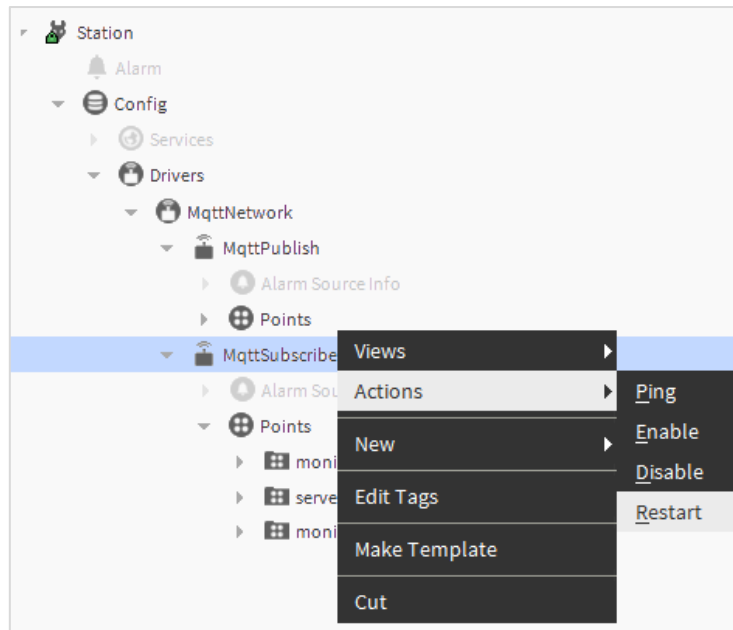 Station
Alarm
Config
Services
Drivers
MqttNetwork
MqttPublish
Alarm Source Info
Points
MqttSubscribe
Views
Alarm Sou
Actions
Ping
Points
New
Enable
moni
Disable
serve
Edit Tags
Restart
moni
Make Template
Cut